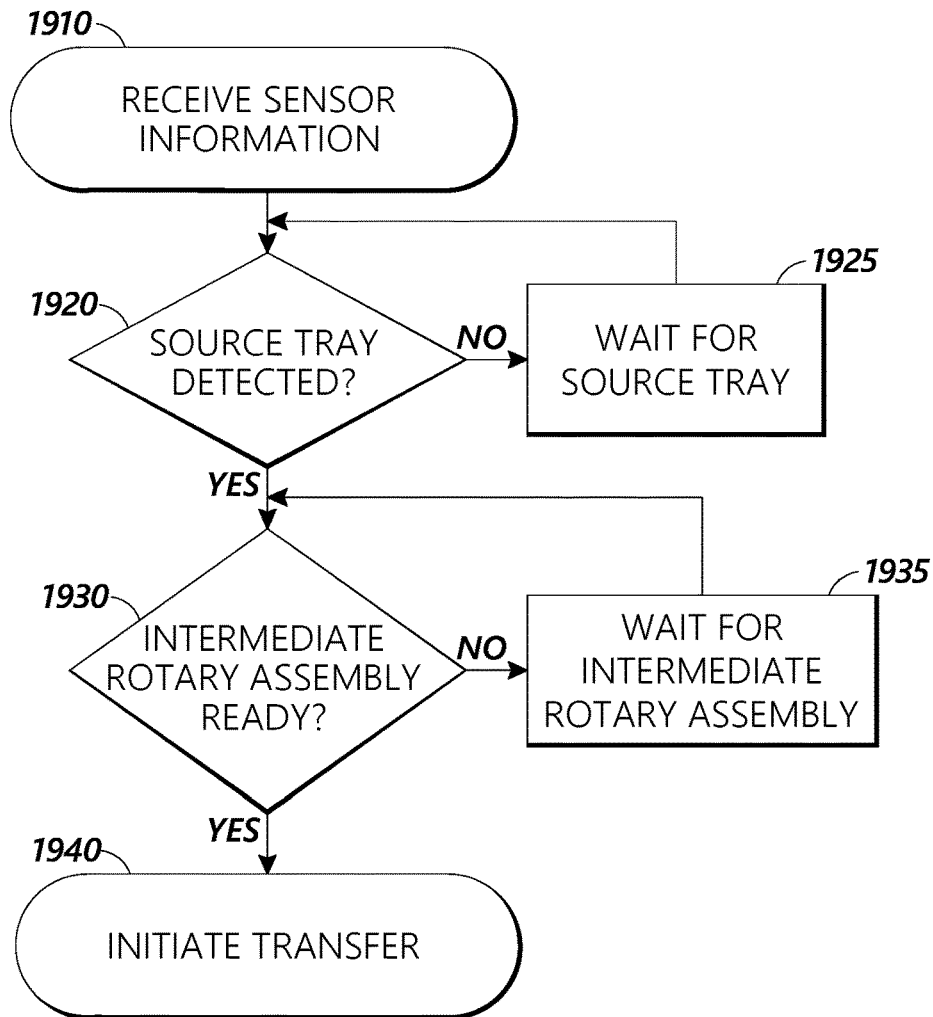 1910
RECEIVE SENSOR
INFORMATION
1920
SOURCE TRAY
DETECTED?
NO
1925
WAIT FOR
SOURCE TRAY
YES
1930
INTERMEDIATE
ROTARY ASSEMBLY
READY?
NO
1935
WAIT FOR
INTERMEDIATE
ROTARY ASSEMBLY
YES
1940
INITIATE TRANSFER